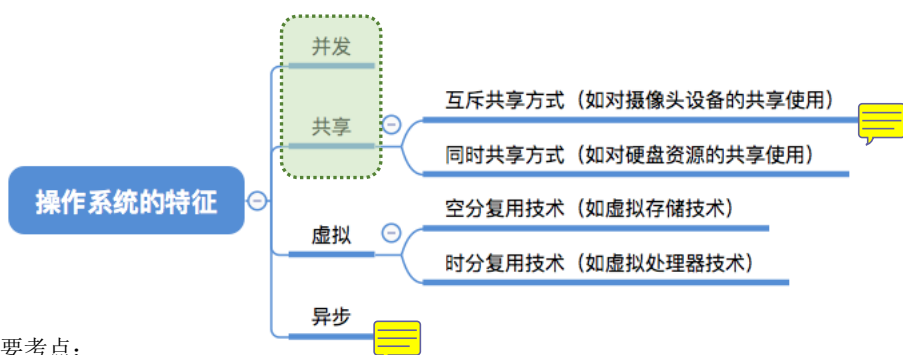 并发
共享
互斥共享方式（如对摄像头设备的共享使用）
同时共享方式（如对硬盘资源的共享使用）
操作系统的特征
虚拟
空分复用技术（如虚拟存储技术）
时分复用技术（如虚拟处理器技术）
异步
要考点：